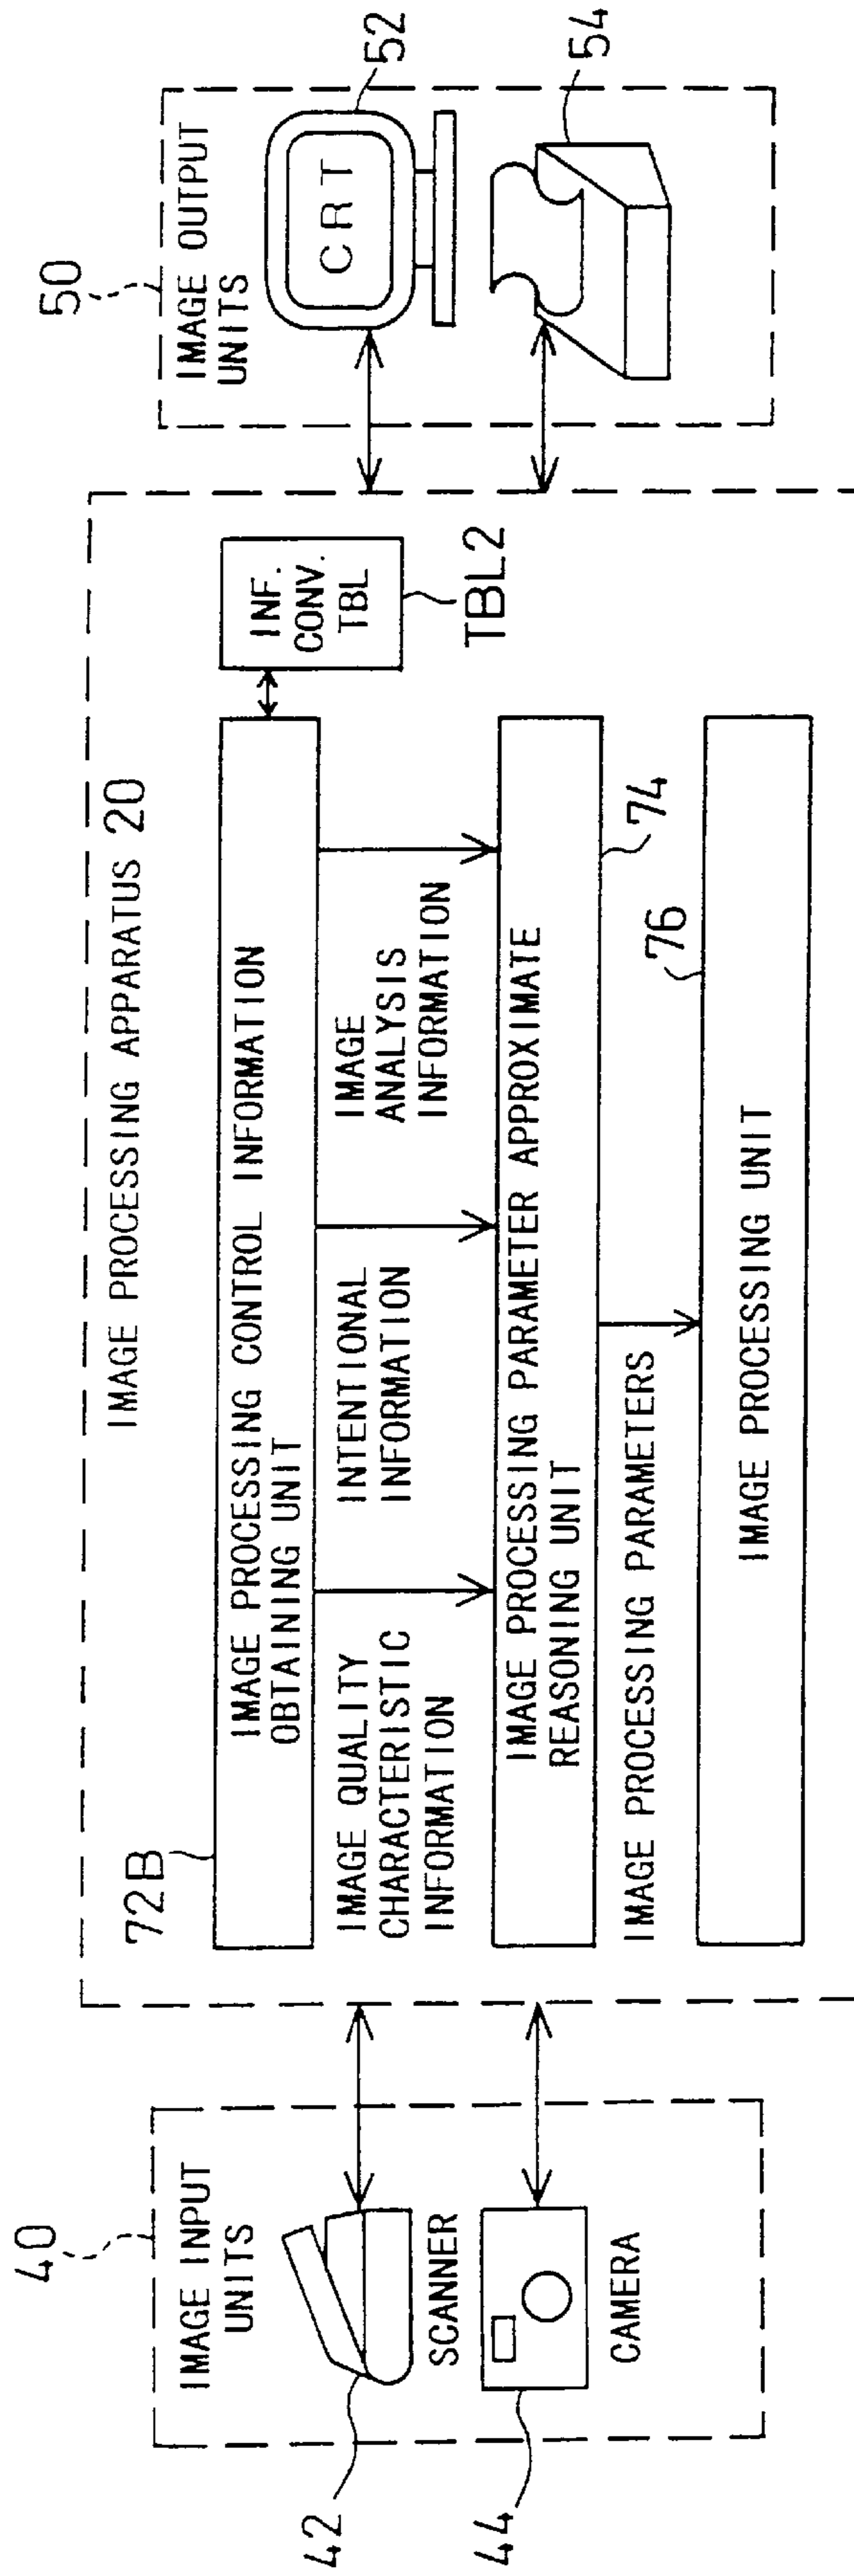 40
IMAGE INPUT
UNITS
42
SCANNER
44
CAMERA
IMAGE PROCESSING APPARATUS 20
72B
IMAGE PROCESSING CONTROL INFORMATION
OBTAINING UNIT
INF.
CONV.
TBL
TBL2
IMAGE QUALITY
CHARACTERISTIC
INFORMATION
INTENTIONAL
INFORMATION
IMAGE
ANALYSIS
INFORMATION
IMAGE PROCESSING PARAMETER APPROXIMATE
REASONING UNIT
74
IMAGE PROCESSING PARAMETERS
76
IMAGE PROCESSING UNIT
50
IMAGE OUTPUT
UNITS
CRT
52
54